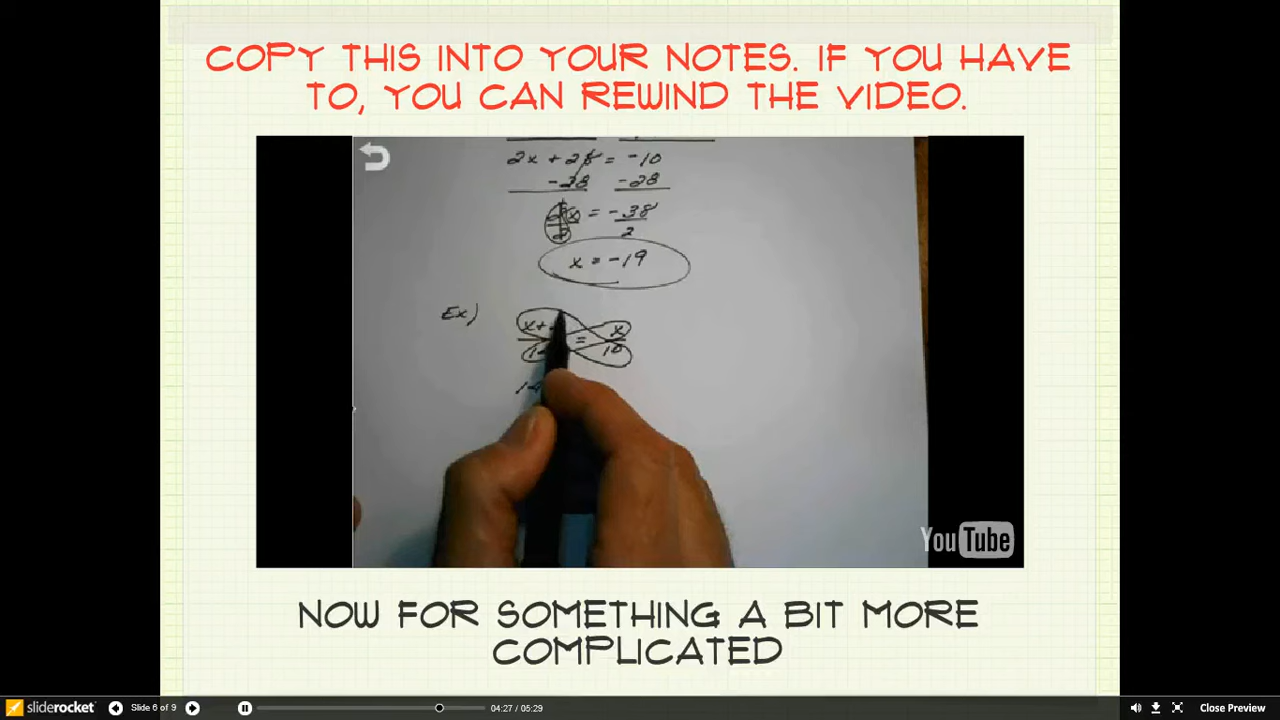 COPY THIS INTO YOUR NOTES. IF YOU HAVE
TO, YOU CAN REWIND THE VIDEO.
2x + 28 = -10
-28 -28
= -38
2
x = -19
Ex)
x+ = x
10
14
YouTube
NOW FOR SOMETHING A BIT MORE
COMPLICATED
sliderocket Slide 6 of 9 04:27 / 05:29 Close Preview